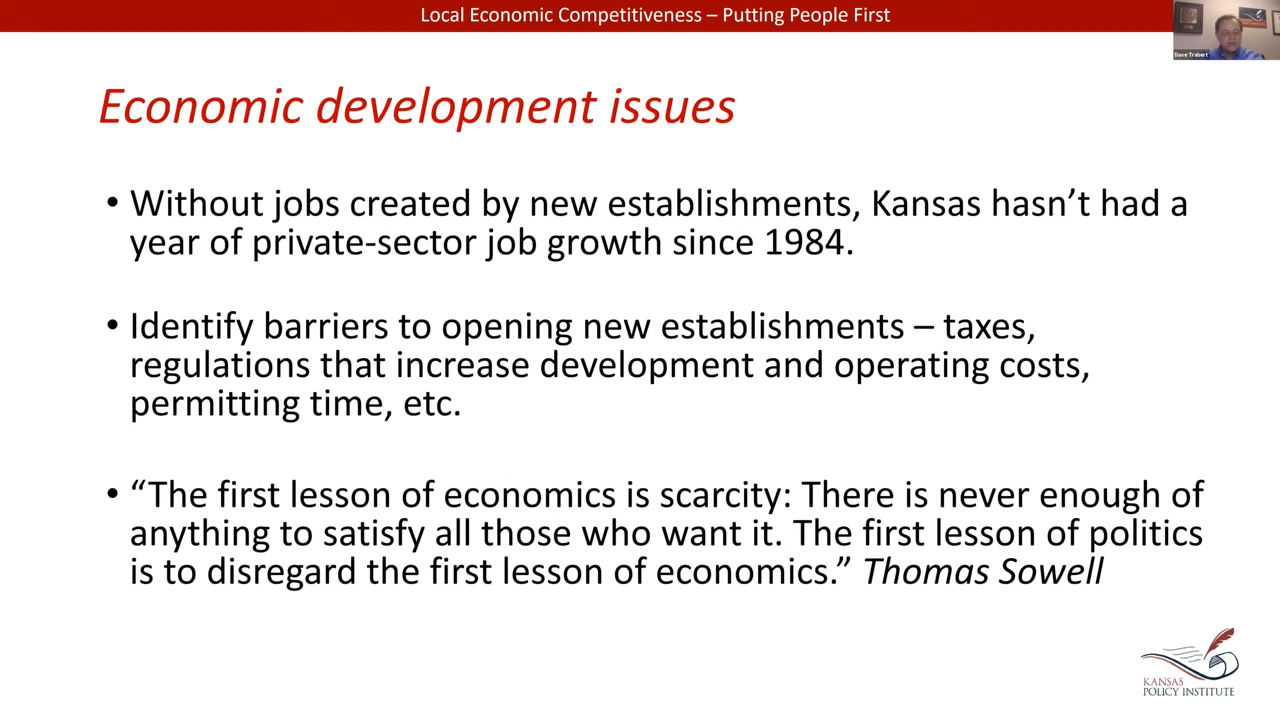 Local Economic Competitiveness – Putting People First
Dave Trabert
Economic development issues
• Without jobs created by new establishments, Kansas hasn’t had a
year of private-sector job growth since 1984.
• Identify barriers to opening new establishments – taxes,
regulations that increase development and operating costs,
permitting time, etc.
• “The first lesson of economics is scarcity: There is never enough of
anything to satisfy all those who want it. The first lesson of politics
is to disregard the first lesson of economics.” Thomas Sowell
KANSAS
POLICY INSTITUTE